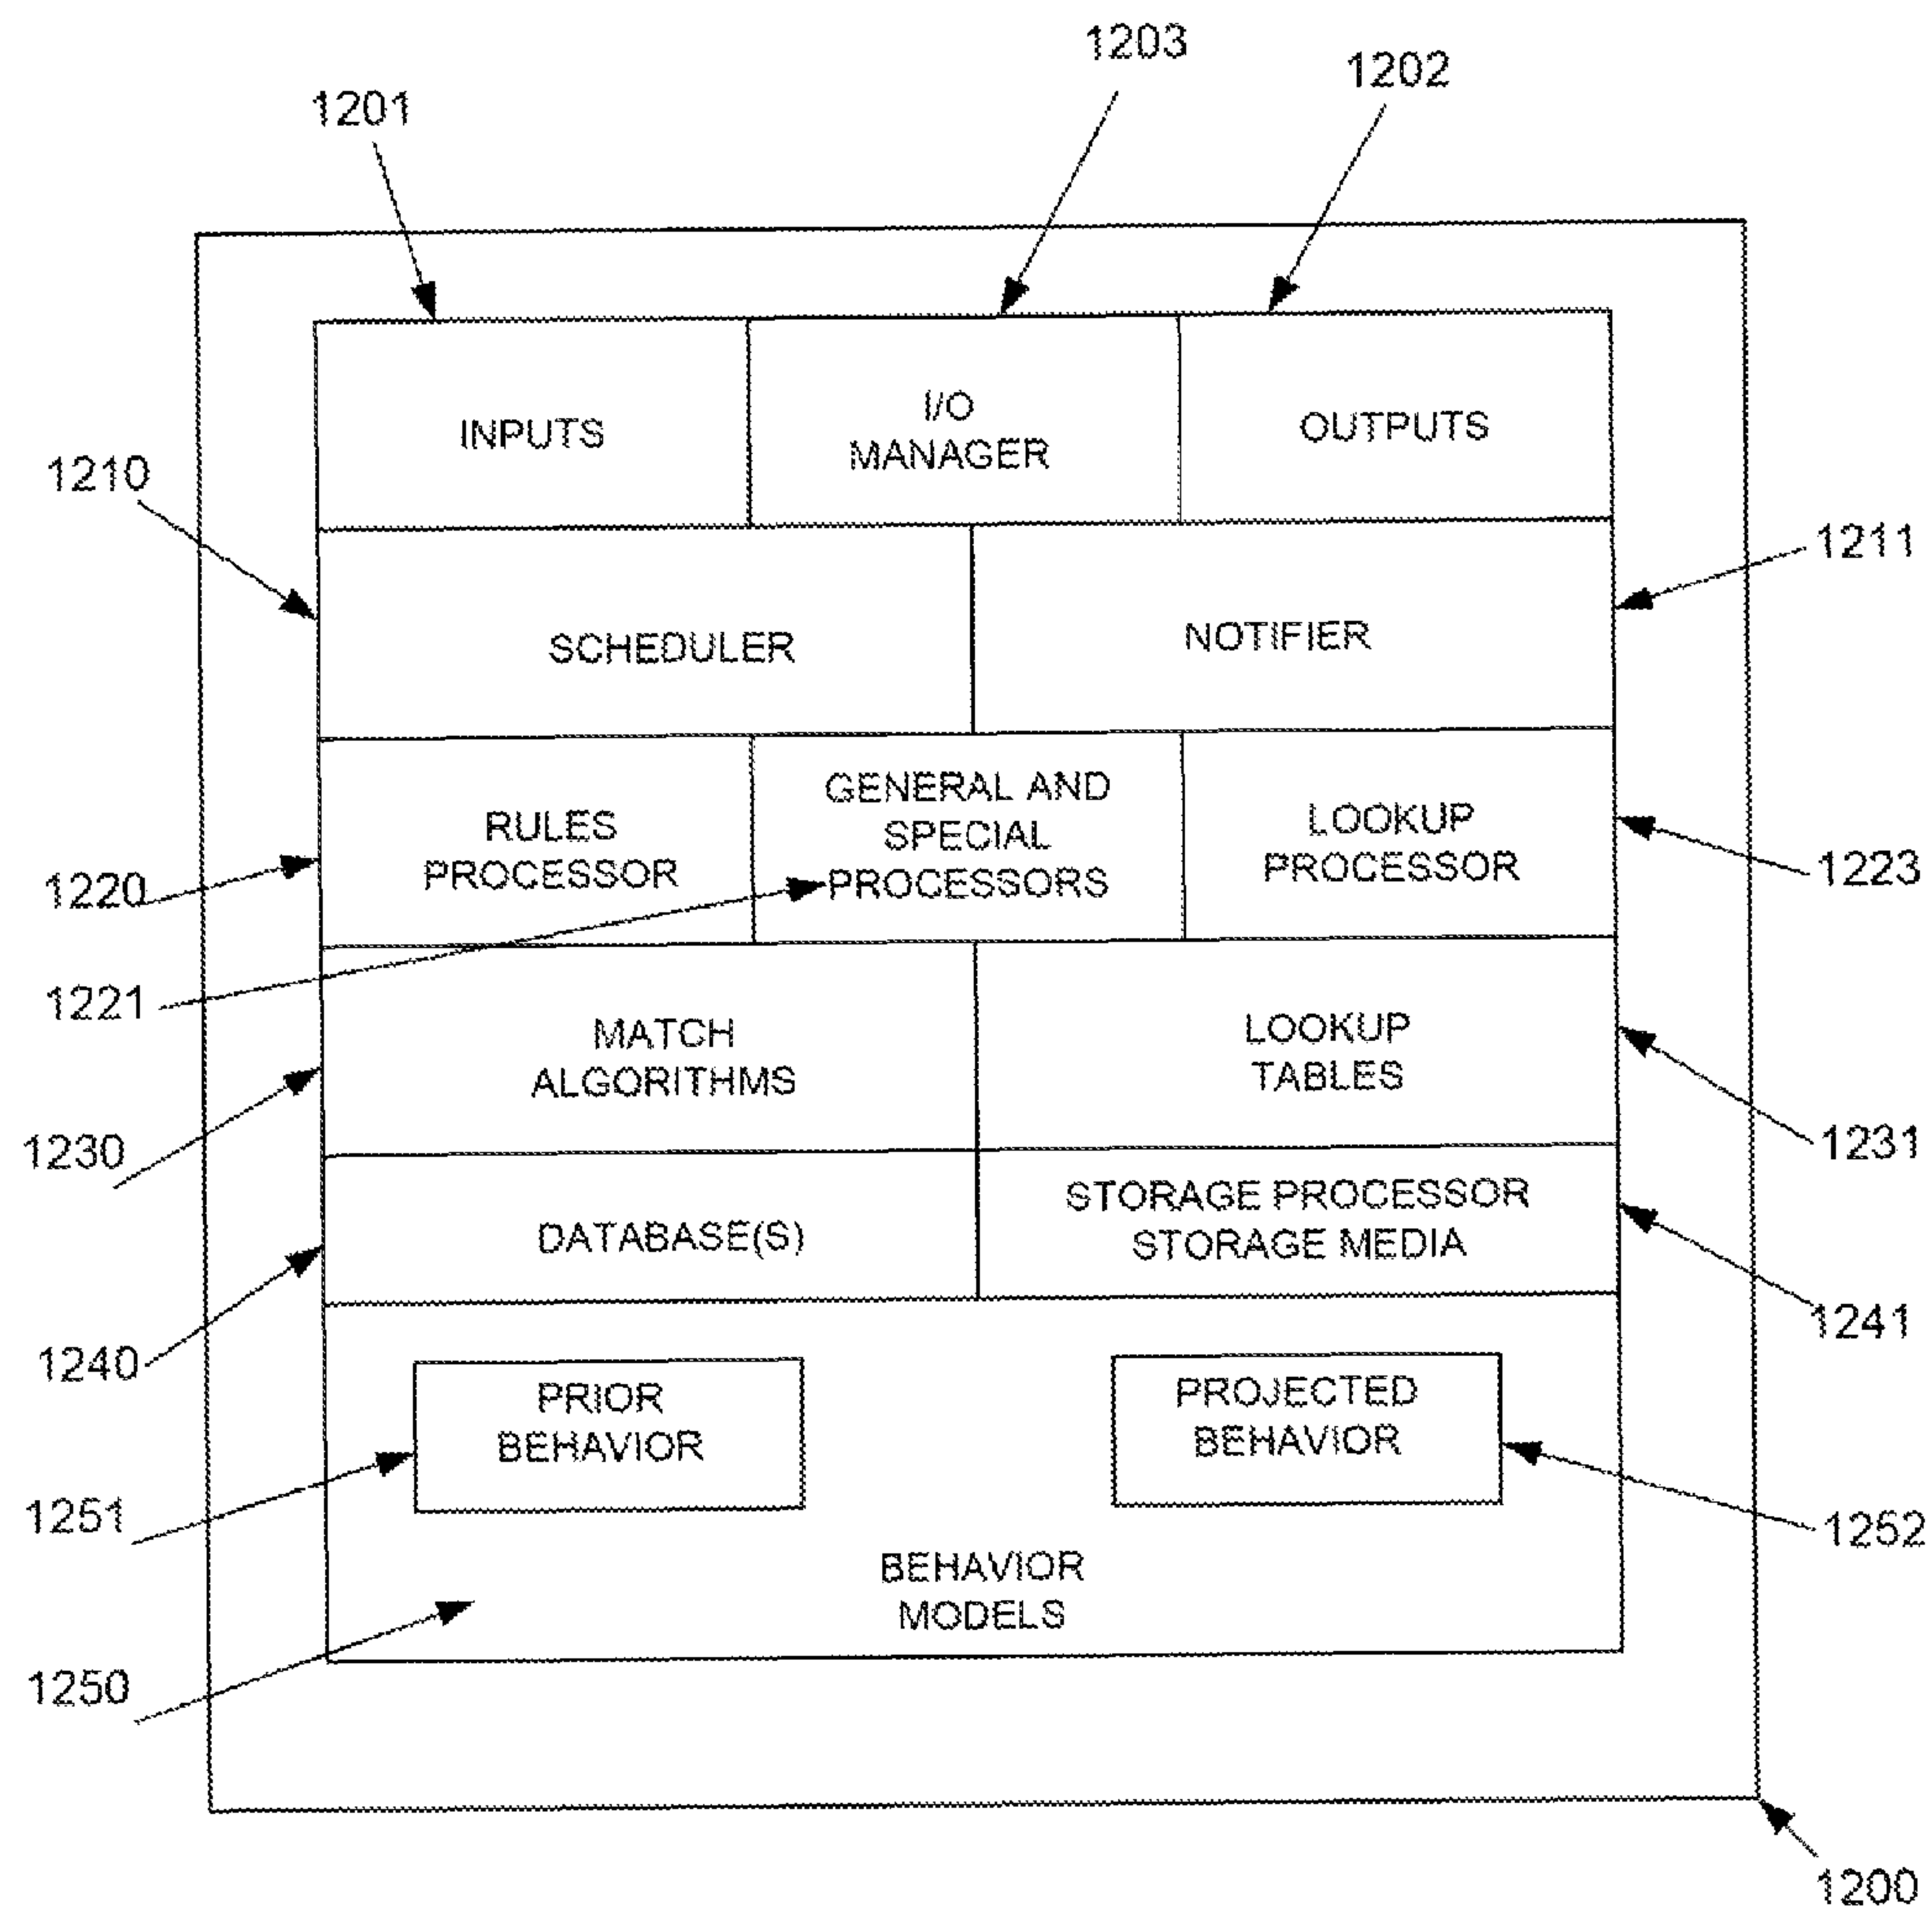 1203
1202
1201
INPUTS
I/O
MANAGER
OUTPUTS
1210
1211
SCHEDULER
NOTIFIER
RULES
PROCESSOR
GENERAL AND
SPECIAL
PROCESSORS
LOOKUP
PROCESSOR
1220
1223
1221
MATCH
ALGORITHMS
LOOKUP
TABLES
1230
1231
DATABASE(S)
STORAGE PROCESSOR
STORAGE MEDIA
1240
1241
PRIOR
BEHAVIOR
PROJECTED
BEHAVIOR
1251
1252
BEHAVIOR
MODELS
1250
1200